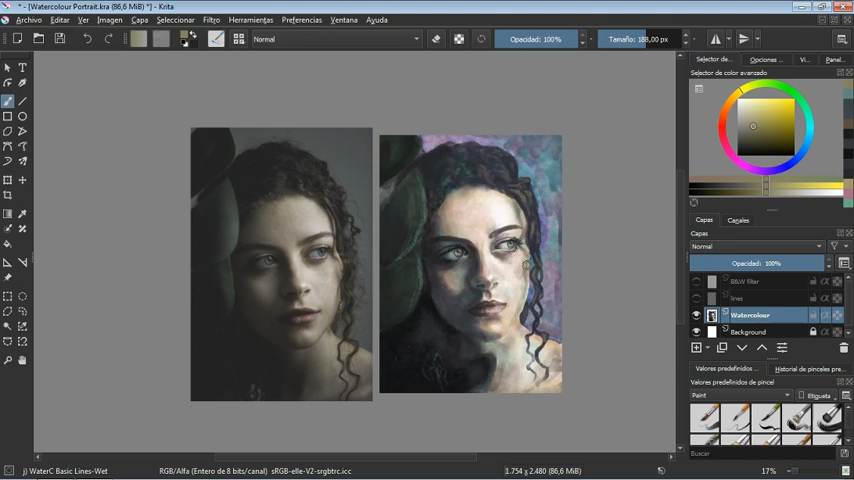 * - [Watercolour Portrait.kra (86,6 MiB) *] - Krita
Archivo Edición Ver Imagen Capa Seleccionar Filtro Herramientas Preferencias Ventana Ayuda
Normal Opacidad: 100% Tamaño: 188,00 px
Selector de... Opciones ... Ví... Panel...
Selector de color avanzado
Capas Canales
Capas
Normal
Opacidad: 100%
B&W filter
lines
Watercolour
Background
Valores predefinidos ... Historial de pinceles pre...
Valores predefinidos de pincel
Paint Etiqueta
Buscar
j) WaterC Basic Lines-Wet RGB/Alfa (Entero de 8 bits/canal) sRGB-elle-V2-srgbtrc.icc 1.754 x 2.480 (86,6 MiB) 17%